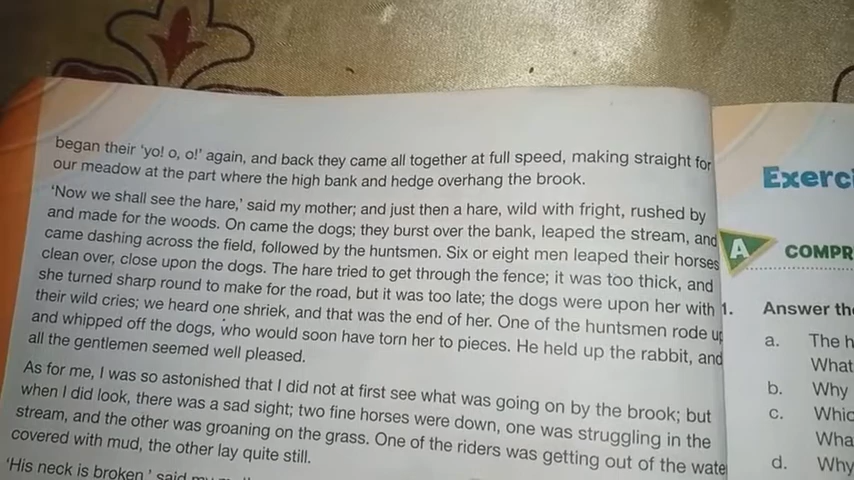 began their 'yo! o, o!' again, and back they came all together at full speed, making straight for
our meadow at the part where the high bank and hedge overhang the brook.
'Now we shall see the hare,' said my mother; and just then a hare, wild with fright, rushed by
and made for the woods. On came the dogs; they burst over the bank, leaped the stream, and
came dashing across the field, followed by the huntsmen. Six or eight men leaped their horses
clean over, close upon the dogs. The hare tried to get through the fence; it was too thick, and
she turned sharp round to make for the road, but it was too late; the dogs were upon her with
their wild cries; we heard one shriek, and that was the end of her. One of the huntsmen rode up
and whipped off the dogs, who would soon have torn her to pieces. He held up the rabbit, and
all the gentlemen seemed well pleased.
As for me, I was so astonished that I did not at first see what was going on by the brook; but
when I did look, there was a sad sight; two fine horses were down, one was struggling in the
stream, and the other was groaning on the grass. One of the riders was getting out of the wate
covered with mud, the other lay quite still.
'His neck is broken,' said my
Exerci
A COMPR
1. Answer th
a. The h
What
b. Why
c. Whic
Wha
d. Why